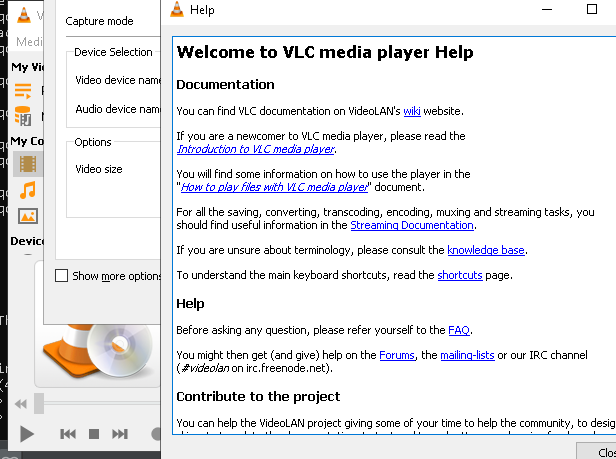 Help
Capture mode
Medi
Device Selection
My Vi
Video device name
Audio device name
My Co
Options
Video size
Device
Show more options
Welcome to VLC media player Help
Documentation
You can find VLC documentation on VideoLAN's wiki website.
If you are a newcomer to VLC media player, please read the
Introduction to VLC media player.
You will find some information on how to use the player in the
"How to play files with VLC media player" document.
For all the saving, converting, transcoding, encoding, muxing and streaming tasks, you
should find useful information in the Streaming Documentation.
If you are unsure about terminology, please consult the knowledge base.
To understand the main keyboard shortcuts, read the shortcuts page.
Help
Before asking any question, please refer yourself to the FAQ.
You might then get (and give) help on the Forums, the mailing-lists or our IRC channel
(#videolan on irc.freenode.net).
Contribute to the project
You can help the VideoLAN project giving some of your time to help the community, to desig
Clos